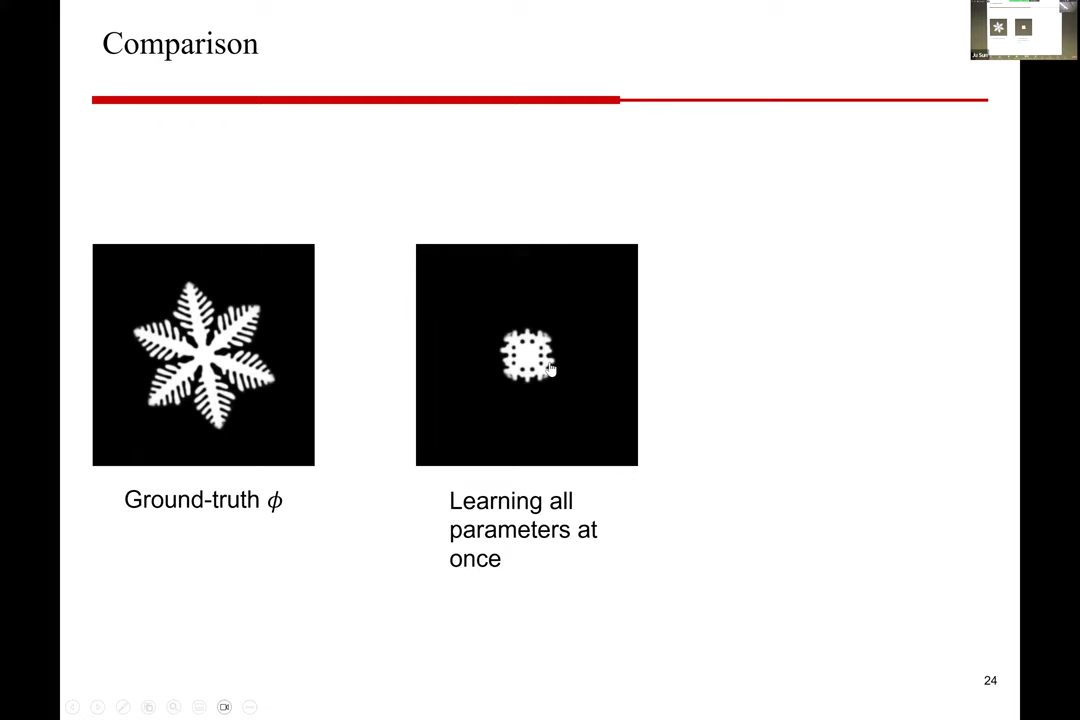 Comparison
Ground-truth ϕ
Learning all
parameters at
once
24